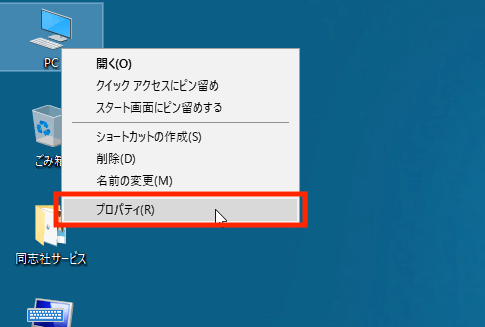 PC
開く(O)
クイック アクセスにピン留め
スタート画面にピン留めする
ショートカットの作成(S)
ごみ箱
削除(D)
名前の変更(M)
プロパティ(R)
同志社サービス